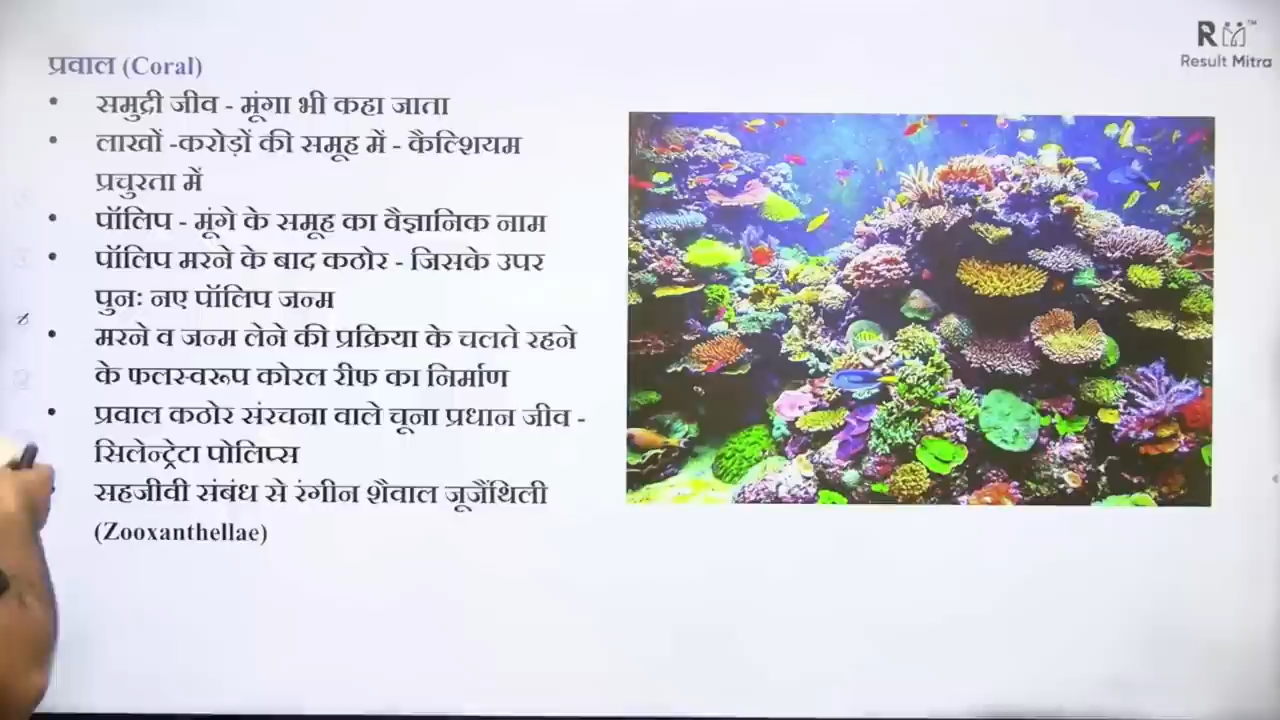 R™
Result Mitra
प्रवाल (Coral)
• समुद्री जीव - मूंगा भी कहा जाता
• लाखों -करोड़ों की समूह में - कैल्शियम
प्रचुरता में
• पॉलिप - मूंगे के समूह का वैज्ञानिक नाम
• पॉलिप मरने के बाद कठोर - जिसके उपर
पुनः नए पॉलिप जन्म
• मरने व जन्म लेने की प्रक्रिया के चलते रहने
के फलस्वरूप कोरल रीफ का निर्माण
• प्रवाल कठोर संरचना वाले चूना प्रधान जीव -
सिलेन्ट्रेटा पोलिप्स
सहजीवी संबंध से रंगीन शैवाल जूजैंथिली
(Zooxanthellae)